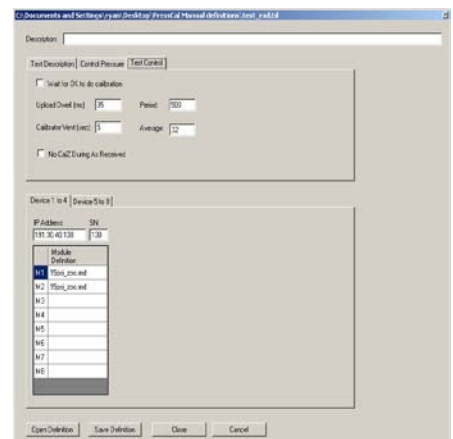 C:\Documents and Settings\ryan\Desktop\PressCal Manual definitions\test_rad.td
Description:
Test Description Control Pressure Test Control
Wait for OK to do calibration
Upload Dwell (ms) 35 Period: 500
Calibrator Vent (sec): 5 Average: 32
No CalZ During As Received
Device 1 to 4 Device 5 to 8
IP Address: SN
191.30.40.138 138
Module Definition
M1
M2
M3
M4
M5
M6
M7
M8
Open Definition Save Definition Close Cancel